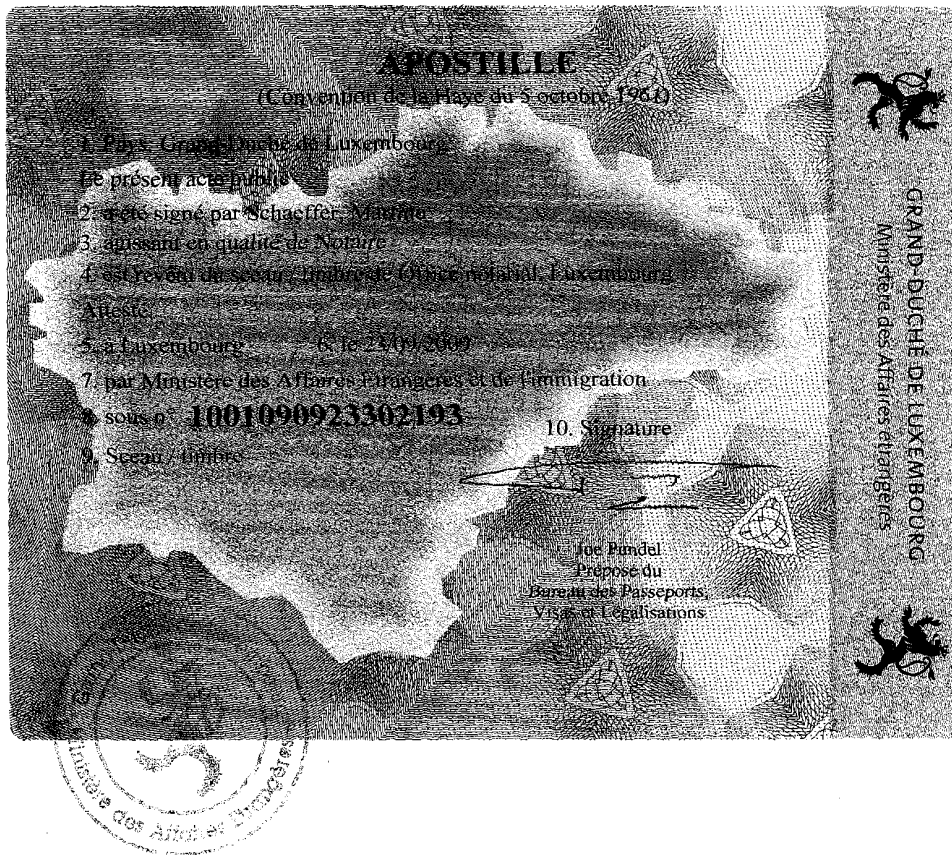 APOSTILLE
(Convention de la Haye du 5 octobre 1961)
1. Pays: Grand-Duché de Luxembourg
Le présent acte public
2. a été signé par Schaeffer, Martine
3. agissant en qualité de Notaire
4. est revêtu de sceau / timbre de Office notarial, Luxembourg
Attesté
5. à Luxembourg 6. le 23/09/2009
7. par Ministère des Affaires Etrangères et de l'immigration
8. sous n° 1001090923302193
9. Sceau / timbre
10. Signature
Joe Pundel
Préposé du
Bureau des Passeports,
Visas et Légalisations
GRAND-DUCHÉ DE LUXEMBOURG
Ministère des Affaires étrangères
Ministère des Affaires Etrangères